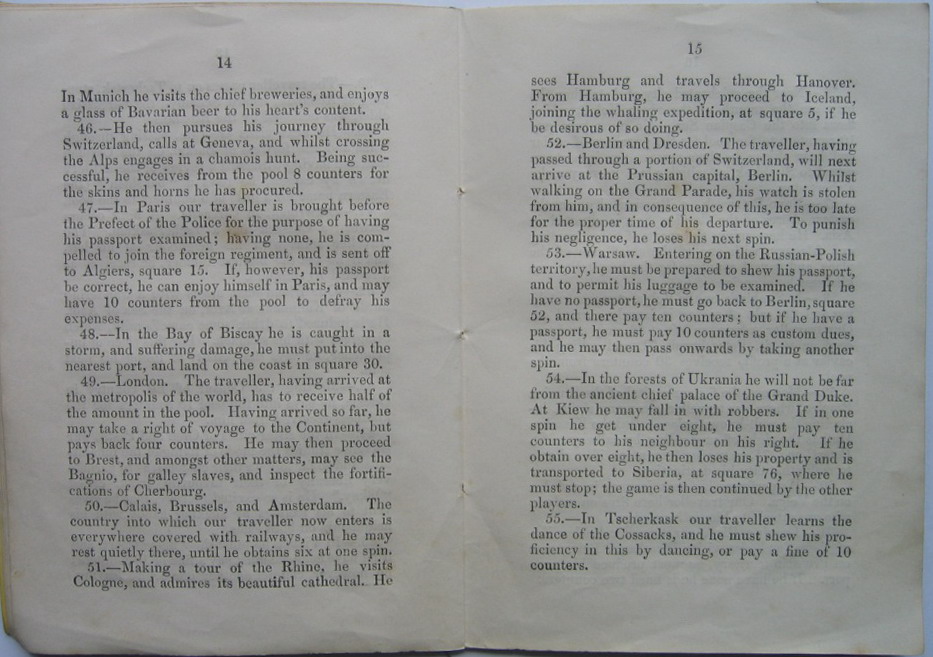 14
In Munich he visits the chief breweries, and enjoys
a glass of Bavarian beer to his heart's content.
46.—He then pursues his journey through
Switzerland, calls at Geneva, and whilst crossing
the Alps engages in a chamois hunt. Being suc-
cessful, he receives from the pool 8 counters for
the skins and horns he has procured.
47.—In Paris our traveller is brought before
the Prefect of the Police for the purpose of having
his passport examined; having none, he is com-
pelled to join the foreign regiment, and is sent off
to Algiers, square 15. If, however, his passport
be correct, he can enjoy himself in Paris, and may
have 10 counters from the pool to defray his
expenses.
48.—In the Bay of Biscay he is caught in a
storm, and suffering damage, he must put into the
nearest port, and land on the coast in square 30.
49.—London. The traveller, having arrived at
the metropolis of the world, has to receive half of
the amount in the pool. Having arrived so far, he
may take a right of voyage to the Continent, but
pays back four counters. He may then proceed
to Brest, and amongst other matters, may see the
Bagnio, for galley slaves, and inspect the fortifi-
cations of Cherbourg.
50.—Calais, Brussels, and Amsterdam. The
country into which our traveller now enters is
everywhere covered with railways, and he may
rest quietly there, until he obtains six at one spin.
51.—Making a tour of the Rhine, he visits
Cologne, and admires its beautiful cathedral. He
15
sees Hamburg and travels through Hanover.
From Hamburg, he may proceed to Iceland,
joining the whaling expedition, at square 5, if he
be desirous of so doing.
52.—Berlin and Dresden. The traveller, having
passed through a portion of Switzerland, will next
arrive at the Prussian capital, Berlin. Whilst
walking on the Grand Parade, his watch is stolen
from him, and in consequence of this, he is too late
for the proper time of his departure. To punish
his negligence, he loses his next spin.
53.—Warsaw. Entering on the Russian-Polish
territory, he must be prepared to shew his passport,
and to permit his luggage to be examined. If he
have no passport, he must go back to Berlin, square
52, and there pay ten counters; but if he have a
passport, he must pay 10 counters as custom dues,
and he may then pass onwards by taking another
spin.
54.—In the forests of Ukrania he will not be far
from the ancient chief palace of the Grand Duke.
At Kiew he may fall in with robbers. If in one
spin he get under eight, he must pay ten
counters to his neighbour on his right. If he
obtain over eight, he then loses his property and is
transported to Siberia, at square 76, where he
must stop; the game is then continued by the other
players.
55.—In Tscherkask our traveller learns the
dance of the Cossacks, and he must shew his pro-
ficiency in this by dancing, or pay a fine of 10
counters.